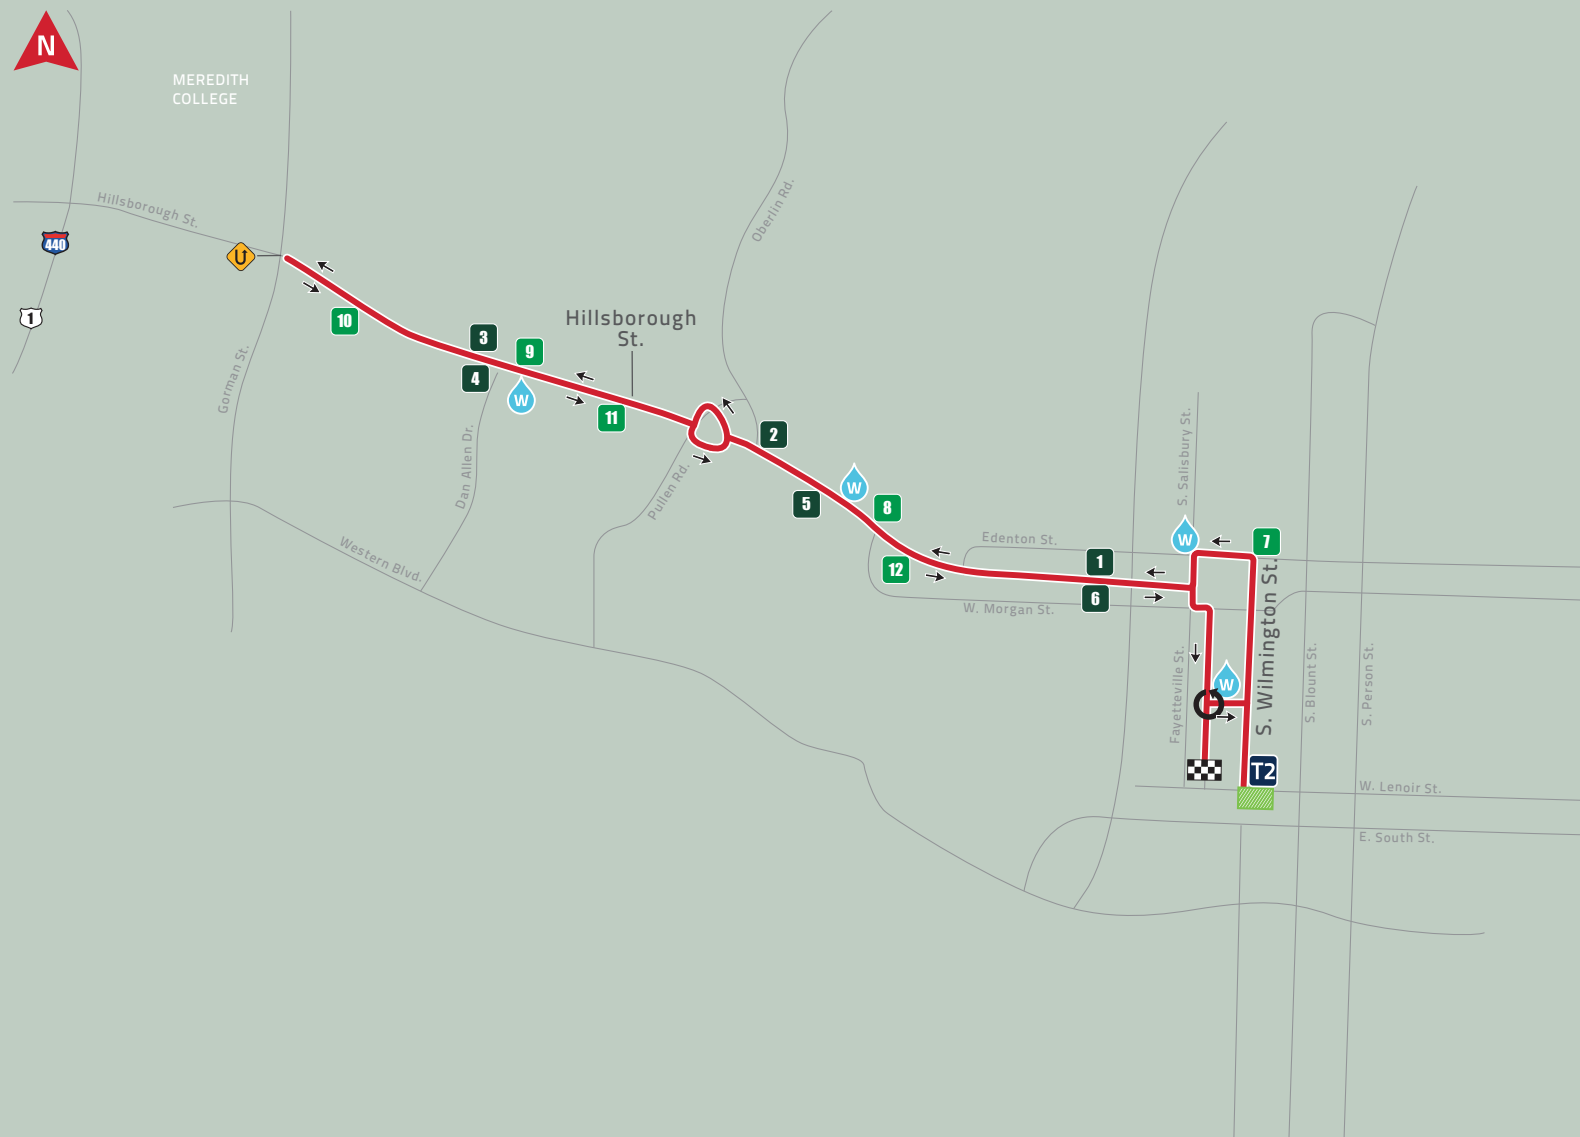 N
MEREDITH
COLLEGE
Hillsborough St.
440
1
Gorman St.
10
3
4
9
W
Hillsborough
St.
11
Dan Allen Dr.
Western Blvd.
Oberlin Rd.
Pullen Rd.
2
5
W
8
12
Edenton St.
1
6
W. Morgan St.
S. Salisbury St.
W
7
S. Wilmington St.
Fayetteville St.
W
S. Blount St.
S. Person St.
T2
W. Lenoir St.
E. South St.